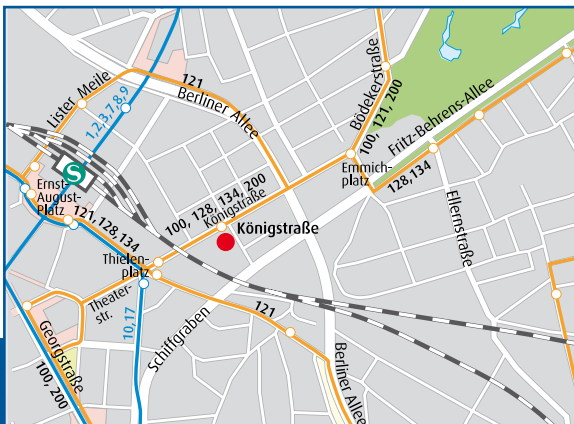 121
Lister Meile
1,2,3,7,8,9
Berliner Allee
Bödekerstraße
100, 121, 200
Fritz-Behrens-Allee
S
Ernst-
August-
Platz
Emmich-
platz
128,134
100, 128, 134, 200
Königstraße
Königstraße
121,128,134
Ellernstraße
Thielen-
platz
Theater-
str.
10,17
Schiffgraben
121
Georgstraße
100, 200
Berliner Allee